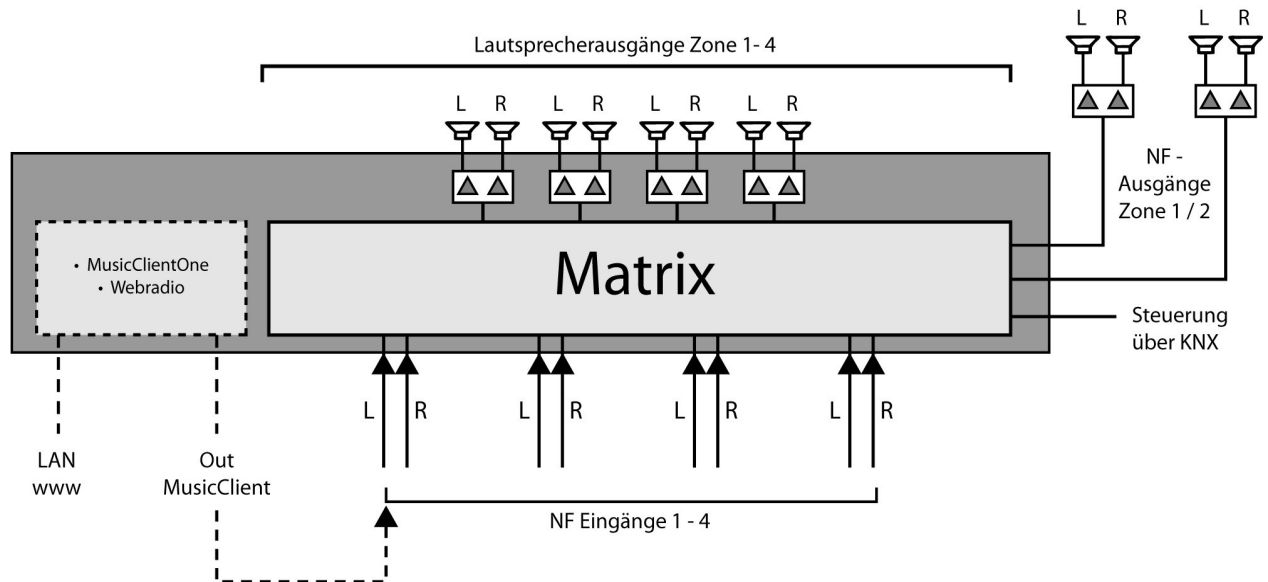 L R
L R
Lautsprecherausgänge Zone 1- 4
L R
L R
L R
L R
NF -
Ausgänge
Zone 1 / 2
• MusicClientOne
• Webradio
Matrix
Steuerung
über KNX
L R
L R
L R
L R
LAN
www
Out
MusicClient
NF Eingänge 1 - 4